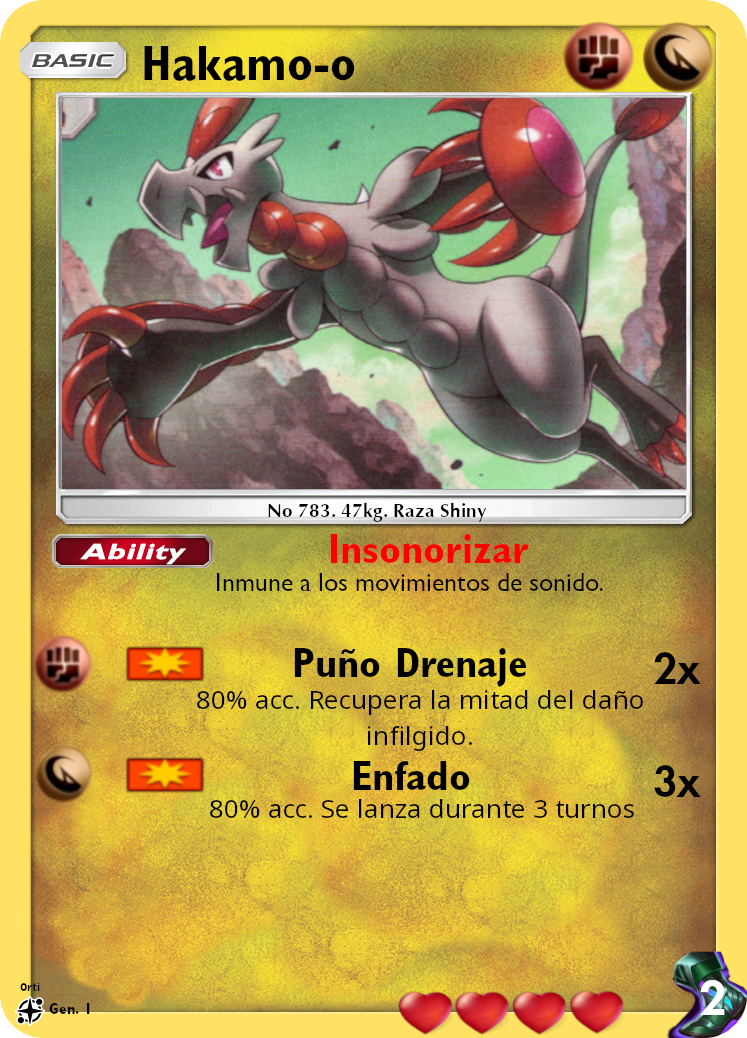 BASIC Hakamo-o
No 783. 47kg. Raza Shiny
Ability Insonorizar
Inmune a los movimientos de sonido.
Puño Drenaje 2x
80% acc. Recupera la mitad del daño
infilgido.
Enfado 3x
80% acc. Se lanza durante 3 turnos
Orti
Gen. 1
2